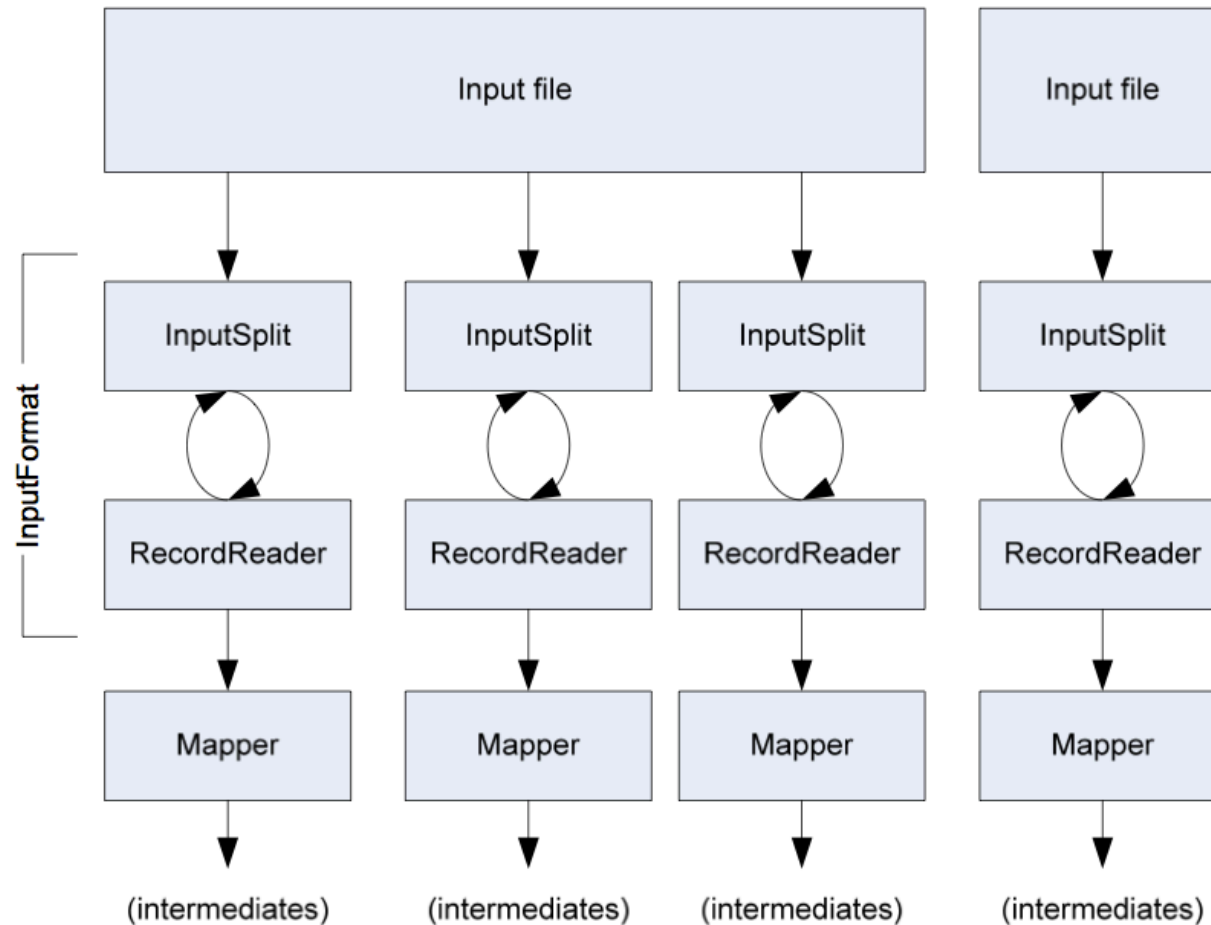 Input file
Input file
InputSplit
InputSplit
InputSplit
InputSplit
InputFormat
RecordReader
RecordReader
RecordReader
RecordReader
Mapper
Mapper
Mapper
Mapper
(intermediates)
(intermediates)
(intermediates)
(intermediates)